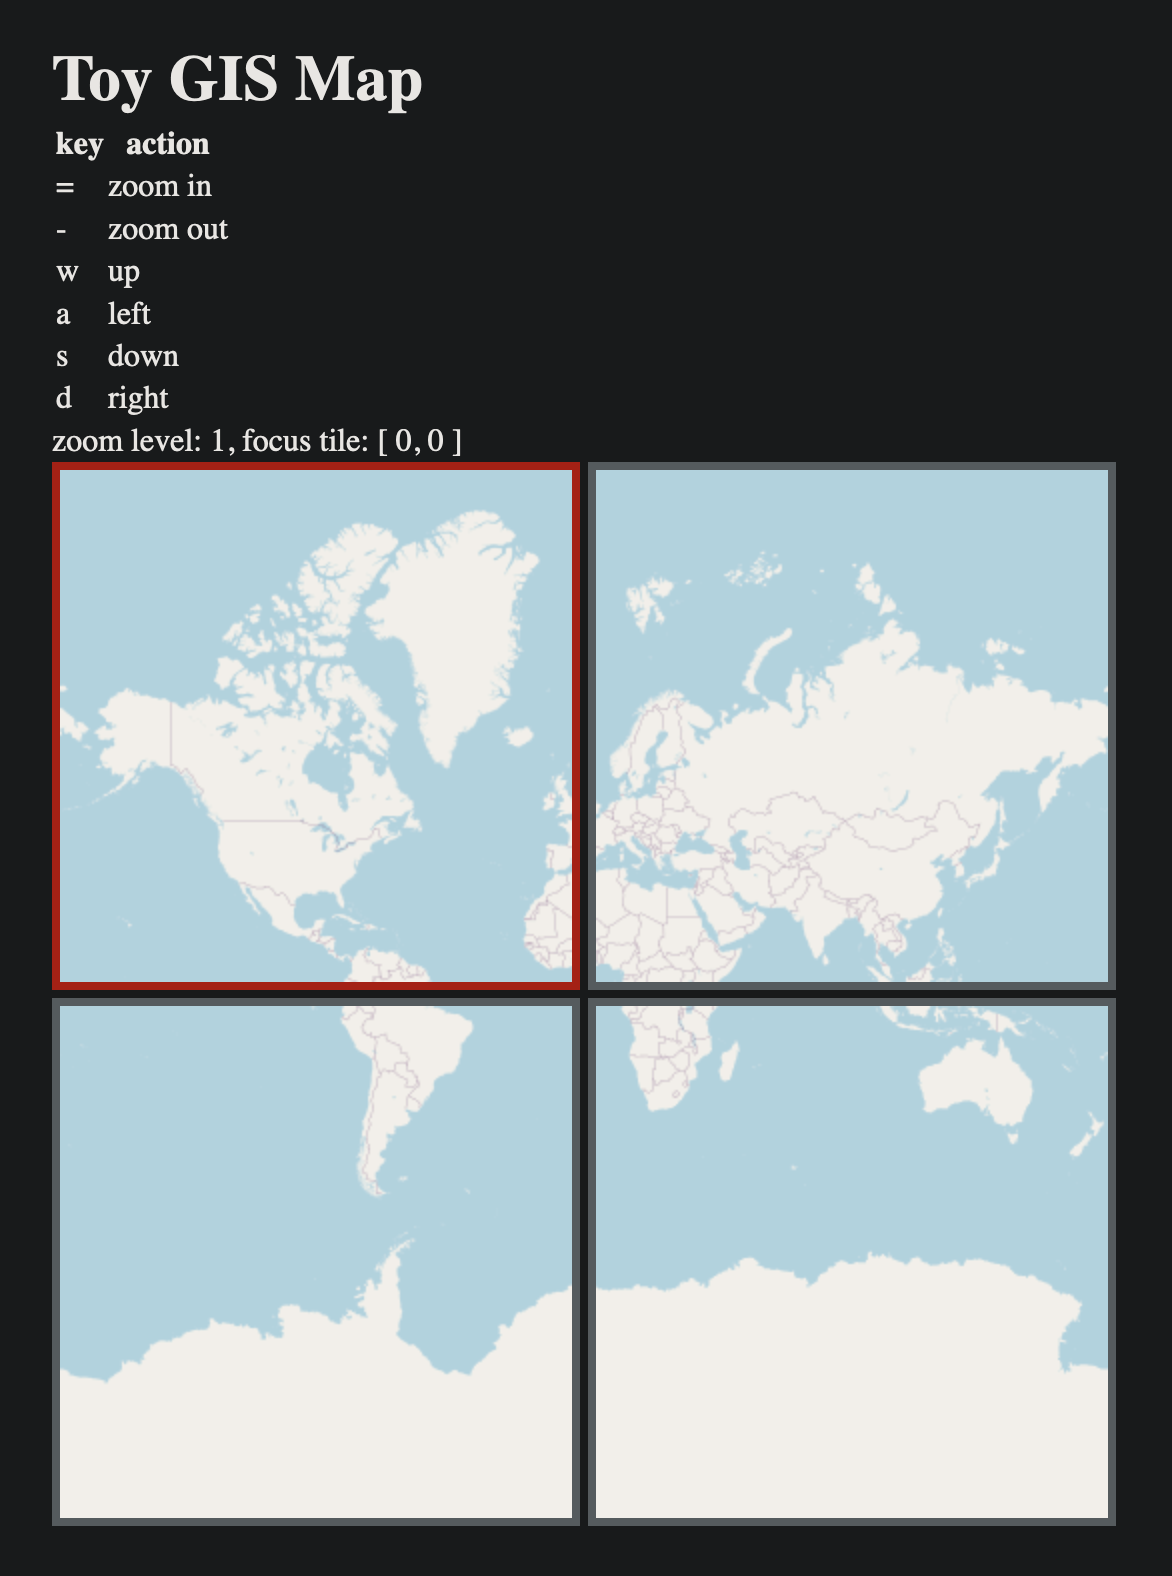 Toy GIS Map
key action
= zoom in
- zoom out
w up
a left
s down
d right
zoom level: 1, focus tile: [ 0, 0 ]